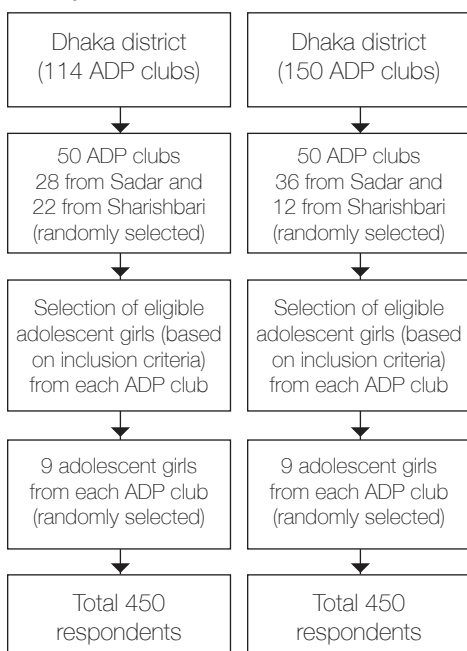 Dhaka district
(114 ADP clubs)
50 ADP clubs
28 from Sadar and
22 from Sharishbari
(randomly selected)
Selection of eligible
adolescent girls (based
on inclusion criteria)
from each ADP club
9 adolescent girls
from each ADP club
(randomly selected)
Total 450
respondents
Dhaka district
(150 ADP clubs)
50 ADP clubs
36 from Sadar and
12 from Sharishbari
(randomly selected)
Selection of eligible
adolescent girls (based
on inclusion criteria)
from each ADP club
9 adolescent girls
from each ADP club
(randomly selected)
Total 450
respondents